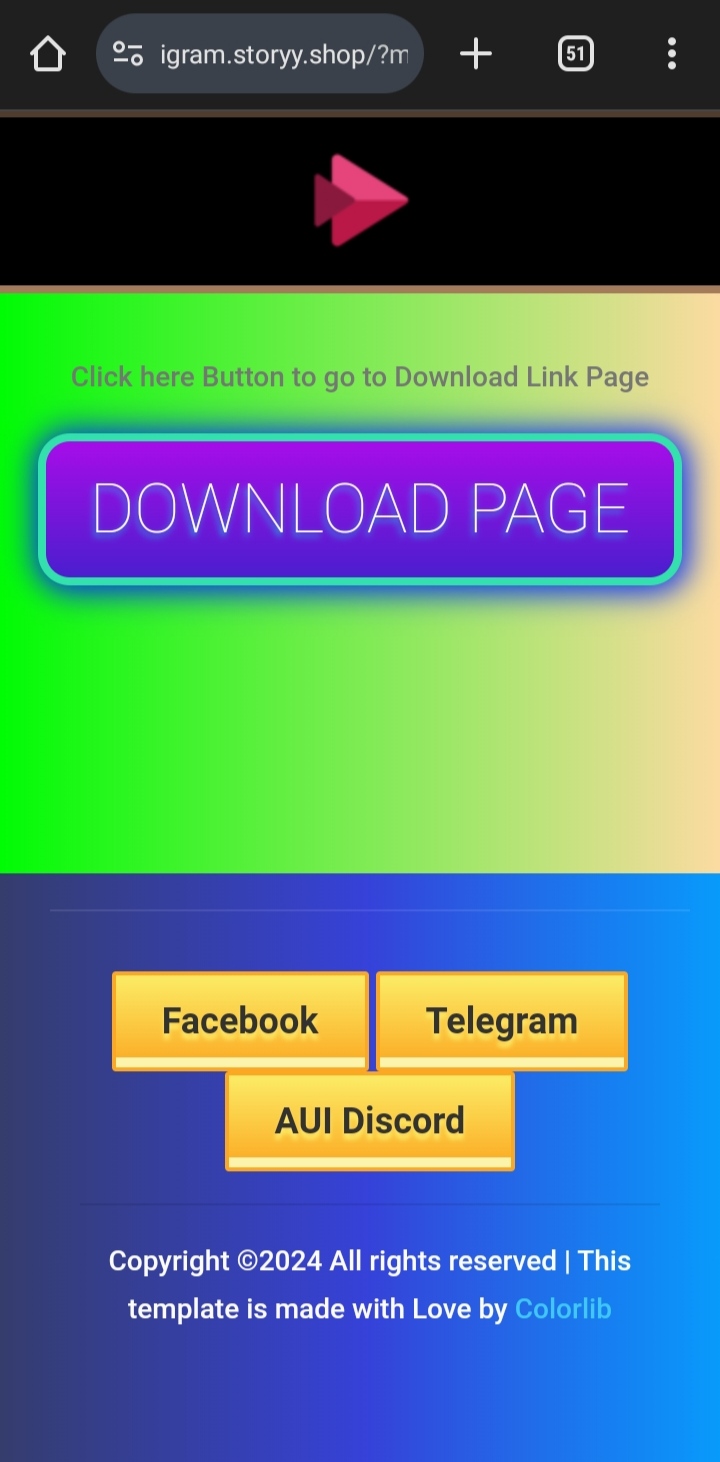 igram.storyy.shop/?m
51
Click here Button to go to Download Link Page
DOWNLOAD PAGE
Facebook
Telegram
AUI Discord
Copyright ©2024 All rights reserved | This
template is made with Love by Colorlib